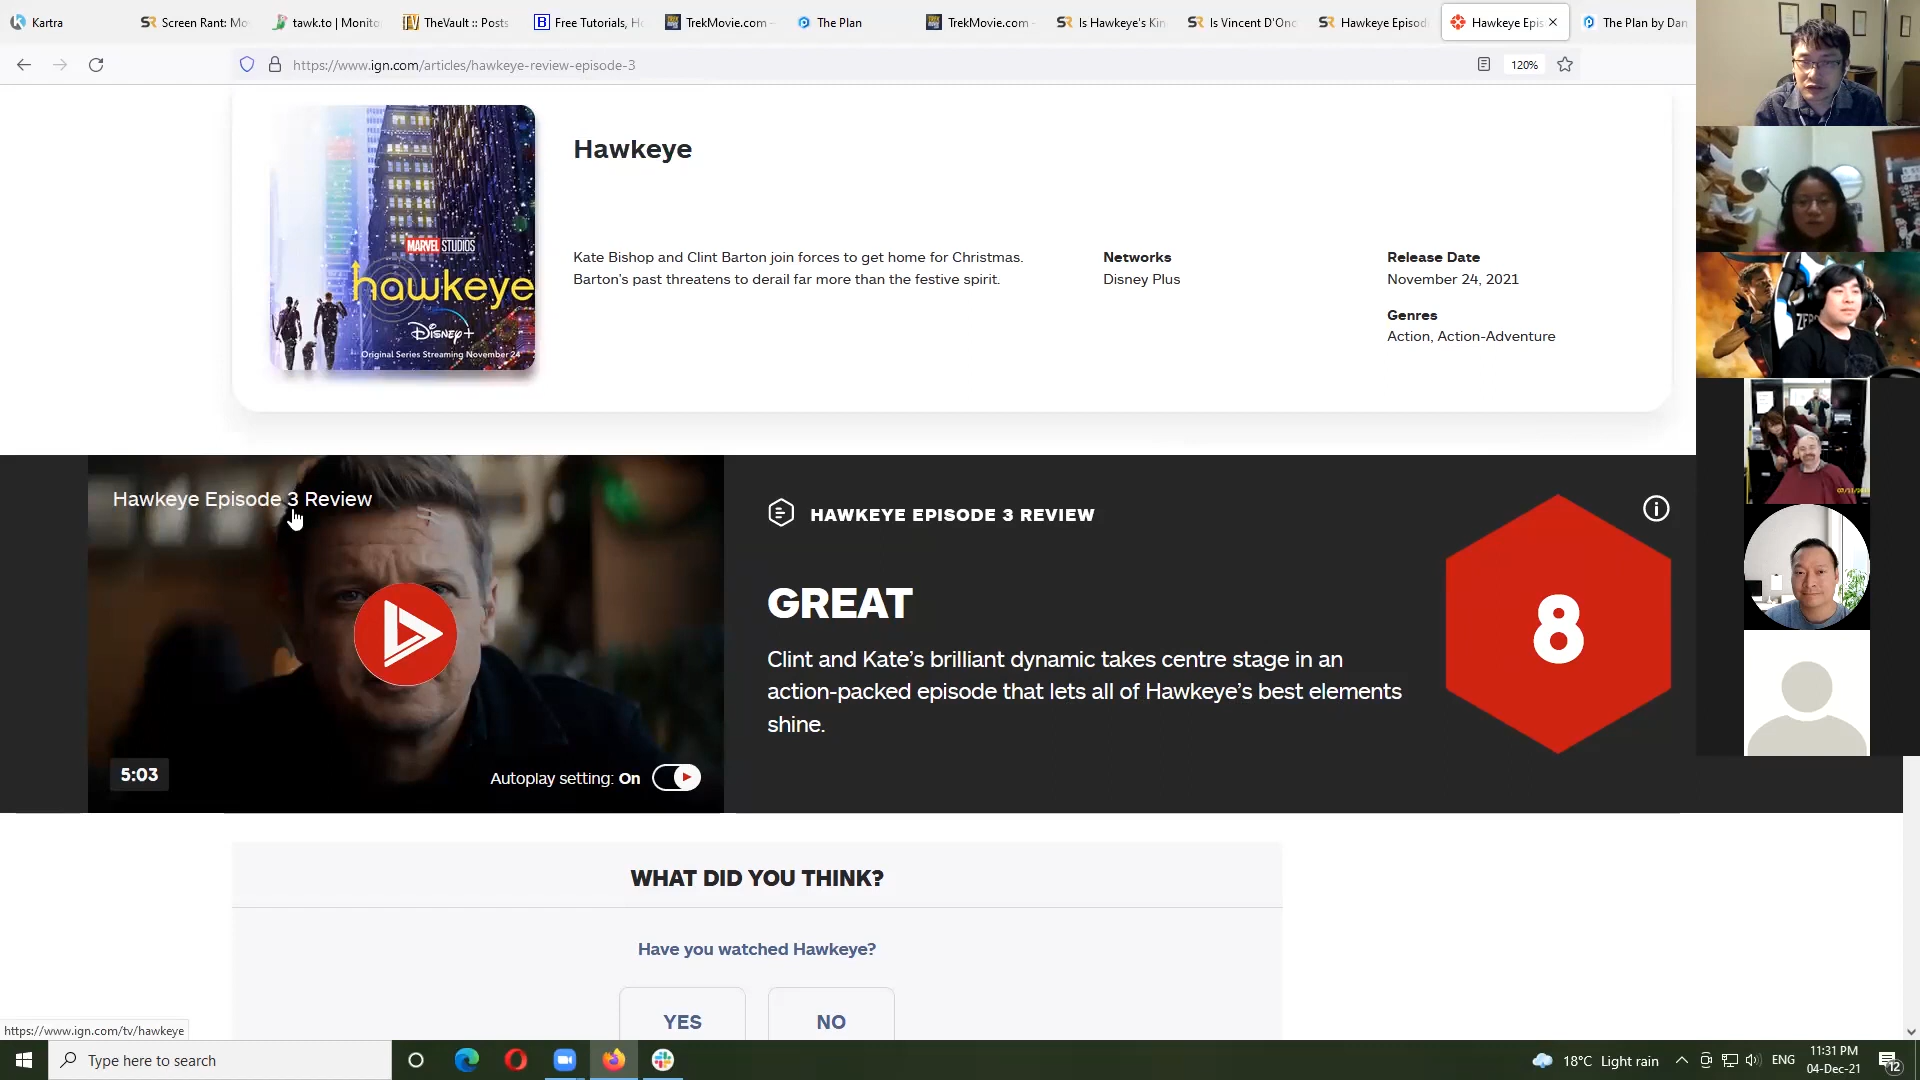 Kartra
SR Screen Rant: Mo
tawk.to | Monito
TV TheVault :: Posts
B Free Tutorials, H
TrekMovie.com -
The Plan
TrekMovie.com -
SR Is Hawkeye's Kin
SR Is Vincent D'Ono
SR Hawkeye Episod
Hawkeye Epis
The Plan by Dan
https://www.ign.com/articles/hawkeye-review-episode-3
120%
Hawkeye
Kate Bishop and Clint Barton join forces to get home for Christmas.
Barton's past threatens to derail far more than the festive spirit.
Networks
Disney Plus
Release Date
November 24, 2021
Genres
Action, Action-Adventure
MARVEL STUDIOS
hawkeye
Disney+
Original Series Streaming November 24
Hawkeye Episode 3 Review
5:03
Autoplay setting: On
HAWKEYE EPISODE 3 REVIEW
GREAT
Clint and Kate's brilliant dynamic takes centre stage in an
action-packed episode that lets all of Hawkeye's best elements
shine.
8
WHAT DID YOU THINK?
Have you watched Hawkeye?
YES
NO
https://www.ign.com/tv/hawkeye
Type here to search
18°C Light rain
ENG
11:31 PM
04-Dec-21
12